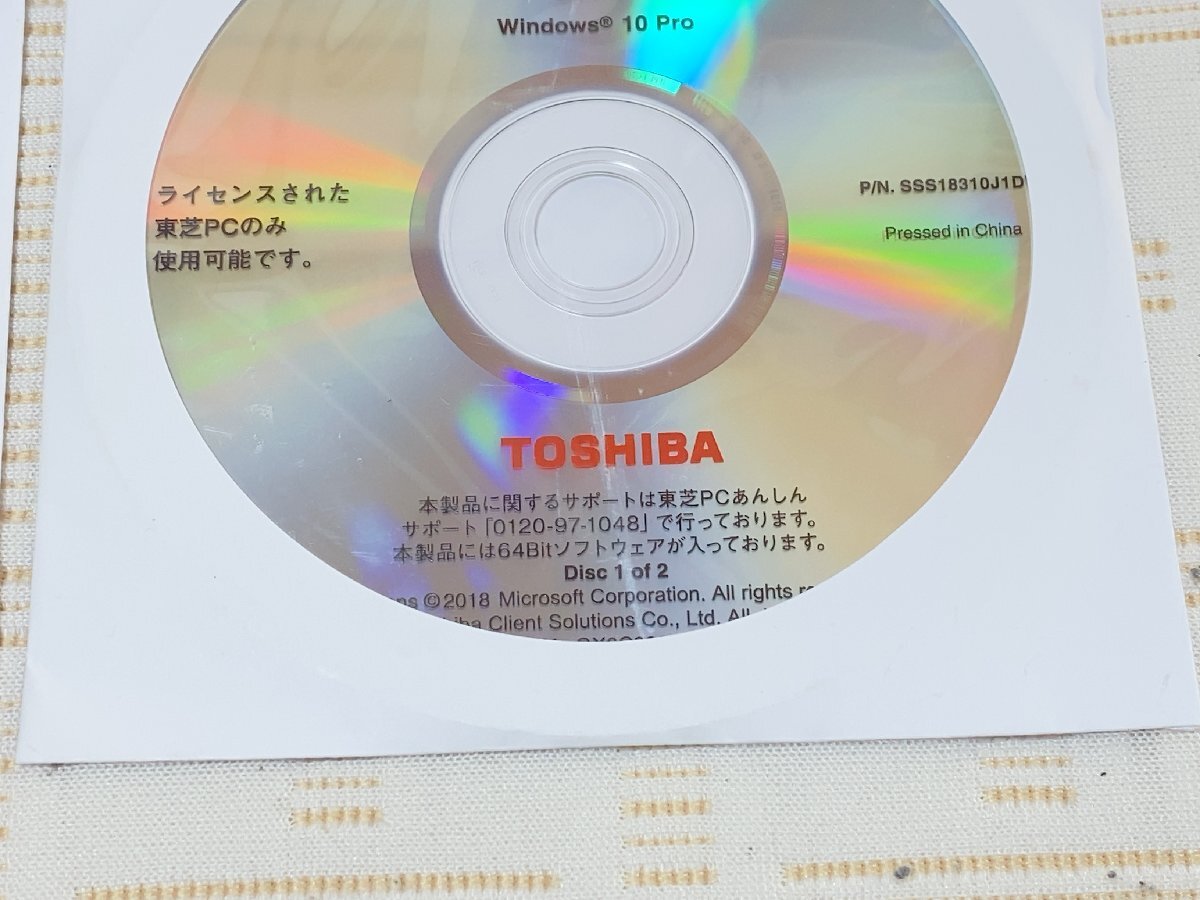 Windows® 10 Pro
ライセンスされた
東芝PCのみ
使用可能です。
P/N. SSS18310J1D
Pressed in China
TOSHIBA
本製品に関するサポートは東芝PCあんしん
サポート「0120-97-1048」で行っております。
本製品には64Bitソフトウェアが入っております。
Disc 1 of 2
©2018 Microsoft Corporation. All rights
Client Solutions Co., Ltd. All